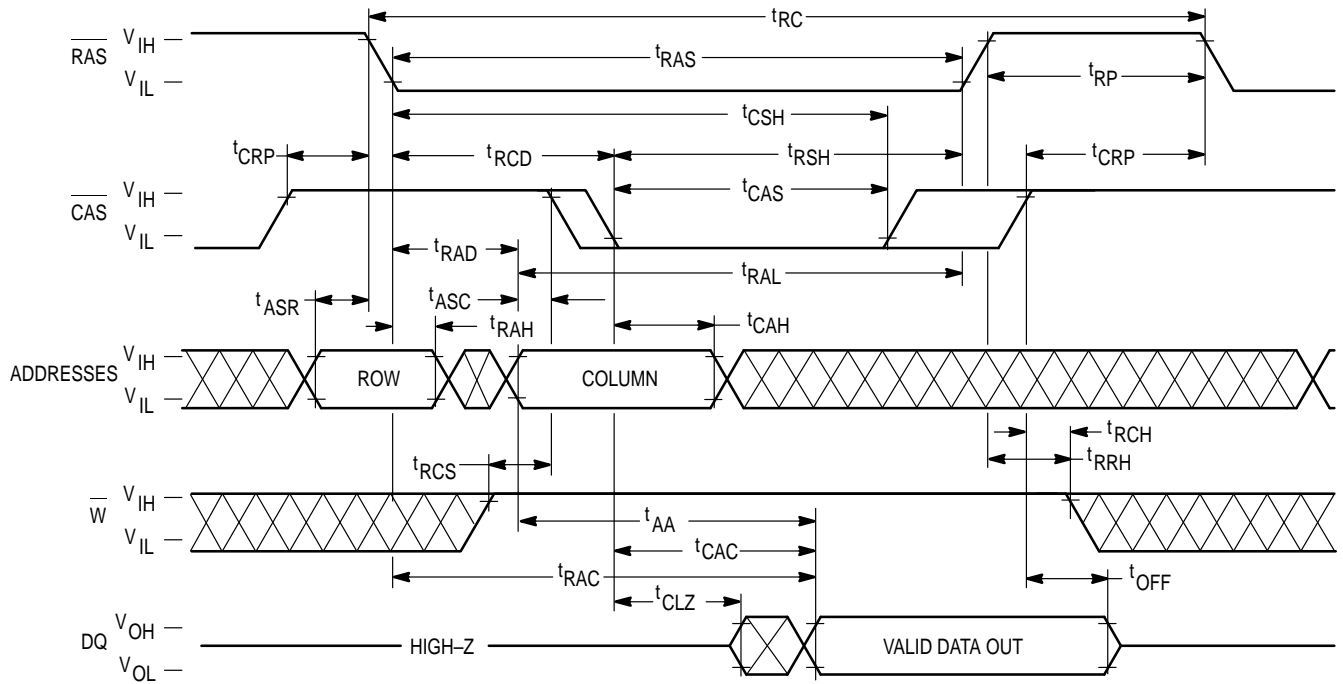 tRC
RAS VIH
VIL
tRAS
tRP
tCSH
tCRP
tRCD
tRSH
tCRP
CAS VIH
VIL
tCAS
tRAD
tRAL
tASR
tASC
tRAH
tCAH
ADDRESSES VIH
VIL
ROW
COLUMN
tRCH
tRRH
tRCS
W VIH
VIL
tAA
tCAC
tRAC
tOFF
tCLZ
DQ VOH
VOL
HIGH–Z
VALID DATA OUT